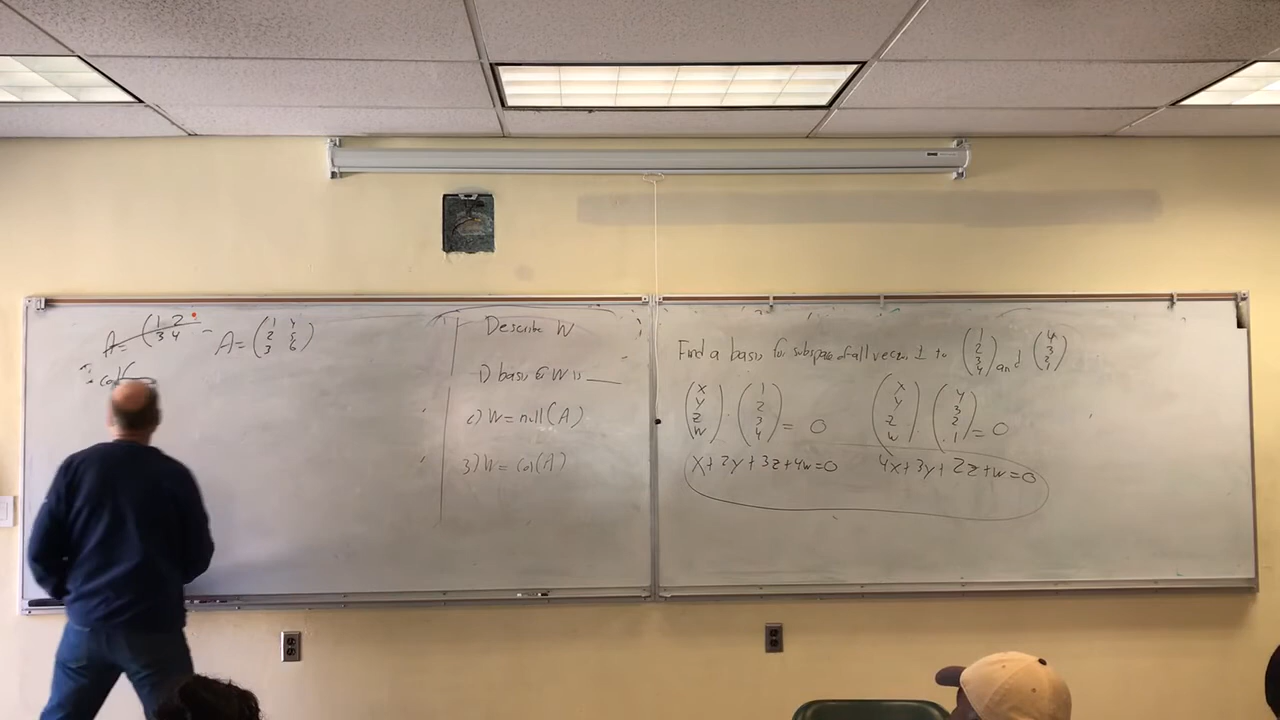 A = (1 2
3 4)
A = (1 4
2 5
3 6)
col(
Describe W
1) basis of W is ___
2) W = null(A)
3) W = col(A)
Find a basis for subspace of all vectors ⊥ to (1 2 3 4) and (4 3 2 1)
(x y z w) · (1 2 3 4) = 0 (x y z w) · (4 3 2 1) = 0
x+2y+3z+4w=0 4x+3y+2z+w=0